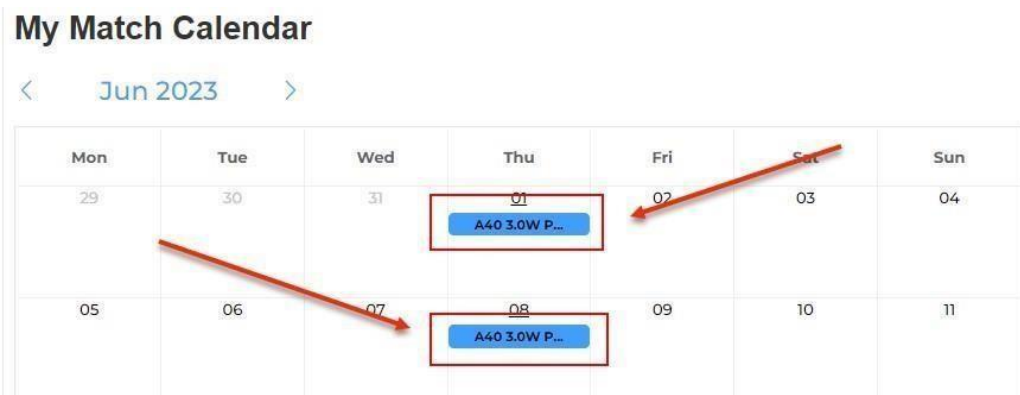 My Match Calendar
< Jun 2023 >
Mon Tue Wed Thu Fri Sat Sun
29 30 31 01 02 03 04
A40 3.0W P...
05 06 07 08 09 10 11
A40 3.0W P...